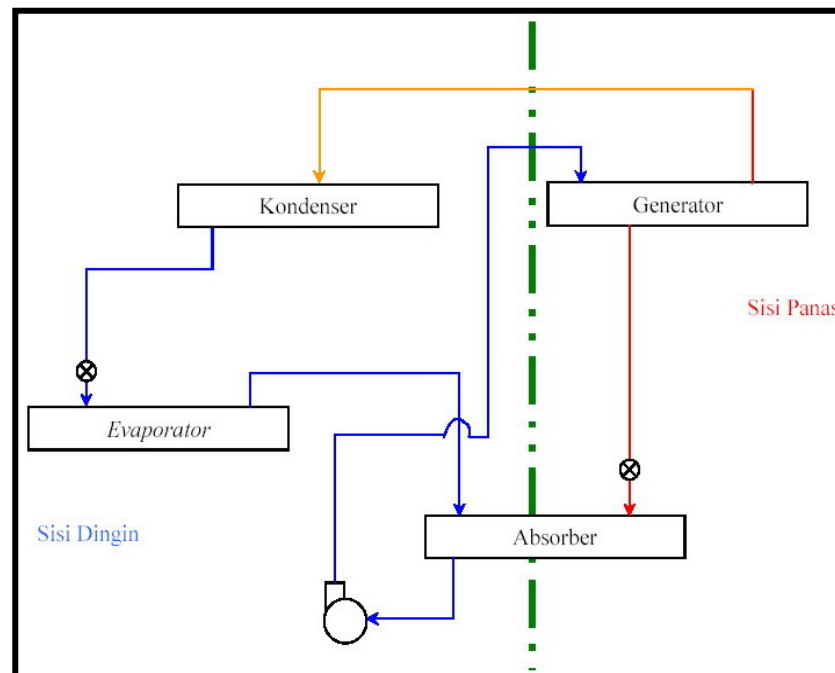 Kondenser
Generator
Sisi Panas
Evaporator
Sisi Dingin
Absorber